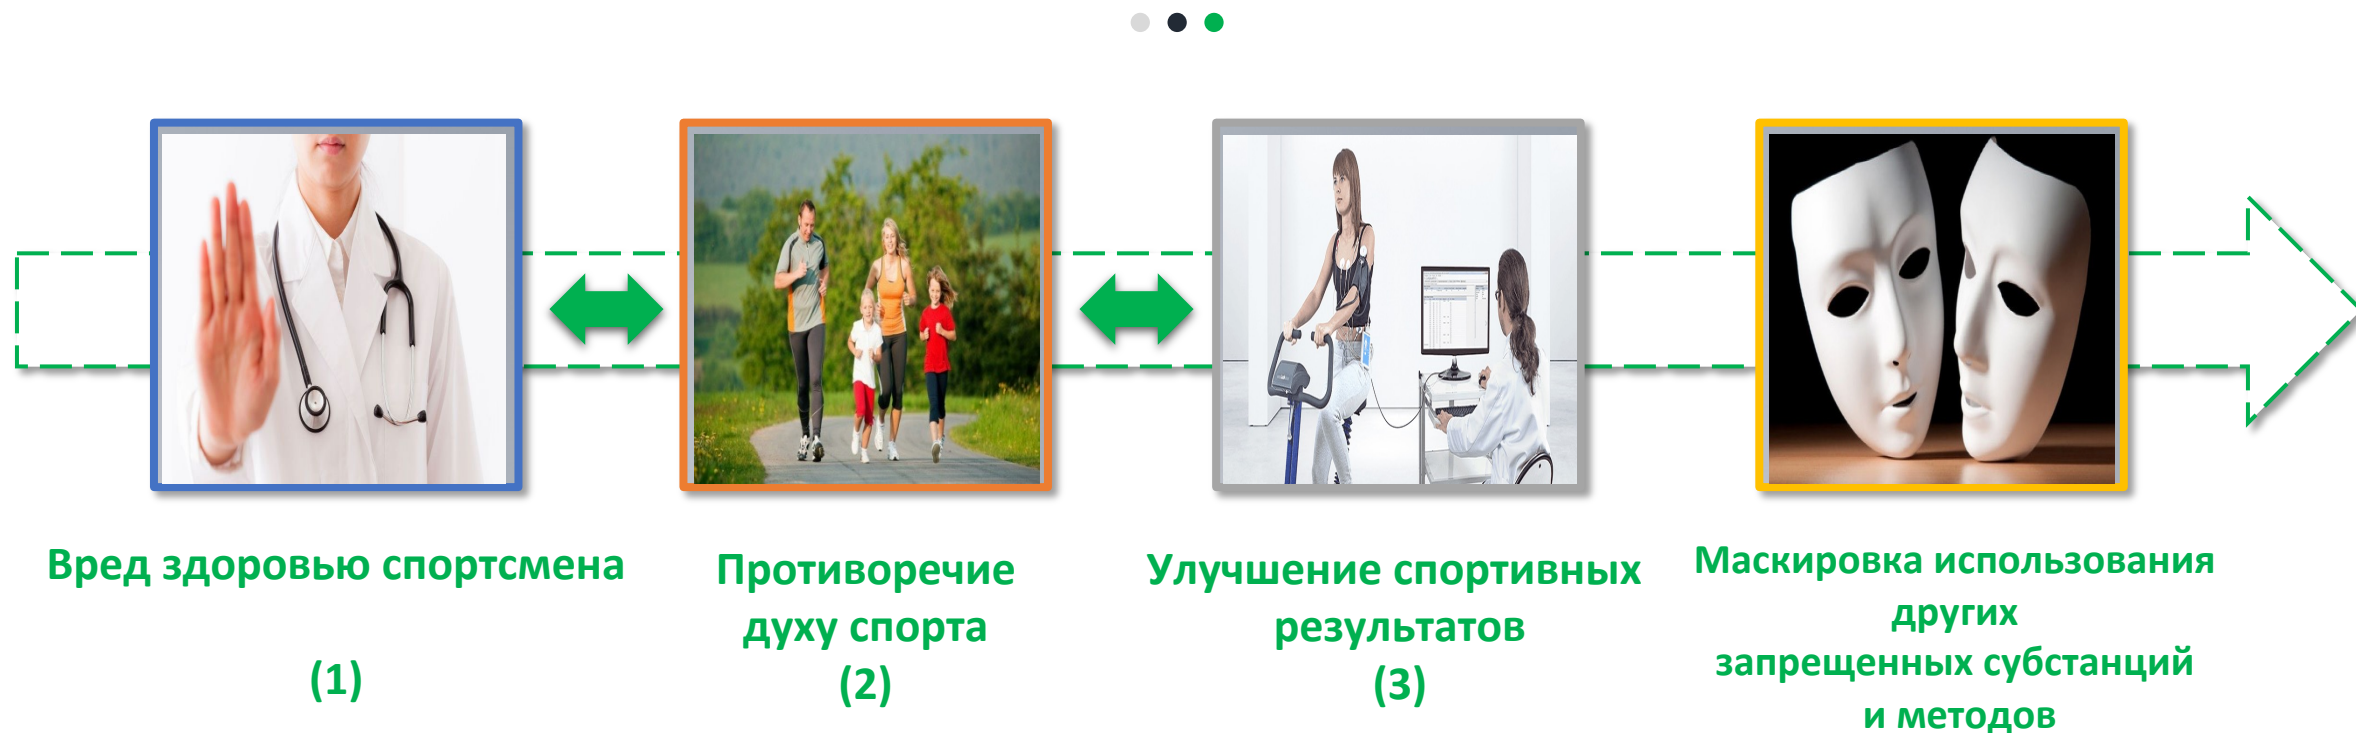 Вред здоровью спортсмена
(1)
Противоречие
духу спорта
(2)
Улучшение спортивных
результатов
(3)
Маскировка использования
других
запрещенных субстанций
и методов